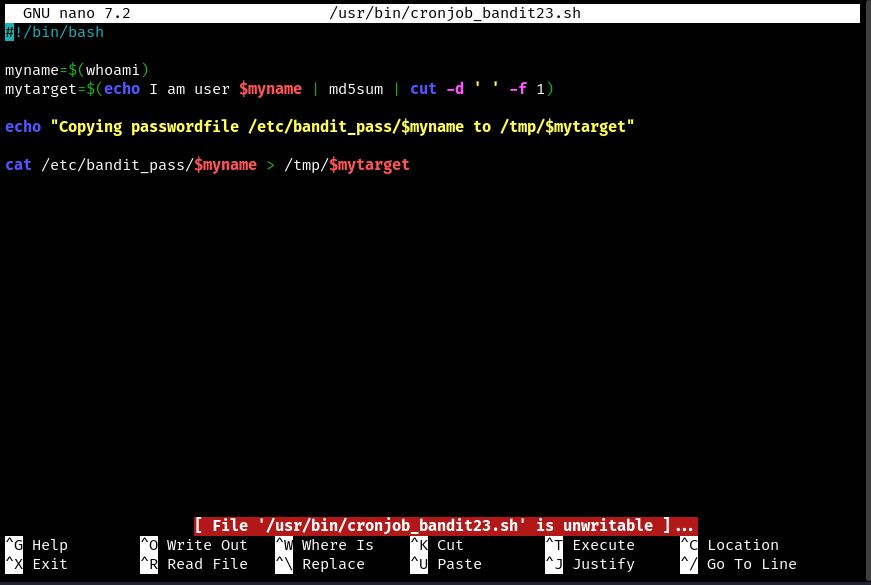 GNU nano 7.2 /usr/bin/cronjob_bandit23.sh
#!/bin/bash
myname=$(whoami)
mytarget=$(echo I am user $myname | md5sum | cut -d ' ' -f 1)
echo "Copying passwordfile /etc/bandit_pass/$myname to /tmp/$mytarget"
cat /etc/bandit_pass/$myname > /tmp/$mytarget
[ File '/usr/bin/cronjob_bandit23.sh' is unwritable ]...
^G Help ^O Write Out ^W Where Is ^K Cut ^T Execute ^C Location
^X Exit ^R Read File ^\ Replace ^U Paste ^J Justify ^/ Go To Line